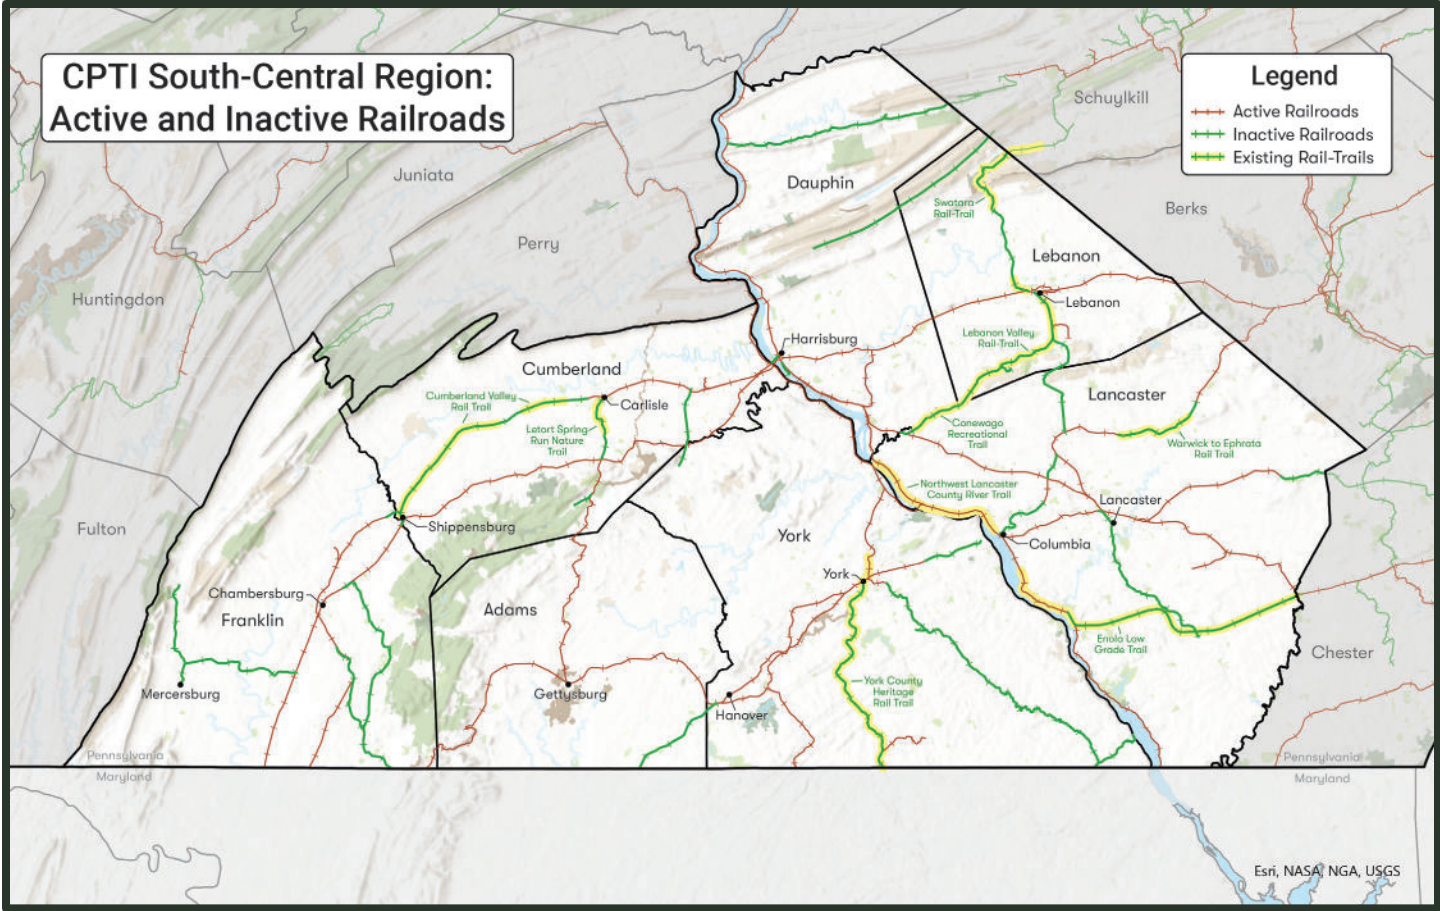 CPTI South-Central Region:
Active and Inactive Railroads
Legend
Active Railroads
Inactive Railroads
Existing Rail-Trails
Schuylkill
Juniata
Dauphin
Swatara
Rail-Trail
Berks
Perry
Lebanon
Huntingdon
Lebanon
Harrisburg
Lebanon Valley
Rail-Trail
Cumberland
Lancaster
Cumberland Valley
Rail Trail
Carlisle
Letort Spring
Run Nature
Trail
Conewago
Recreational
Trail
Warwick to Ephrata
Rail Trail
Northwest Lancaster
County River Trail
Lancaster
Fulton
Shippensburg
York
Columbia
York
Chambersburg
Franklin
Adams
Enola Low
Grade Trail
Chester
Mercersburg
Gettysburg
York County
Heritage
Rail Trail
Hanover
Pennsylvania
Maryland
Pennsylvania
Maryland
Esri, NASA, NGA, USGS